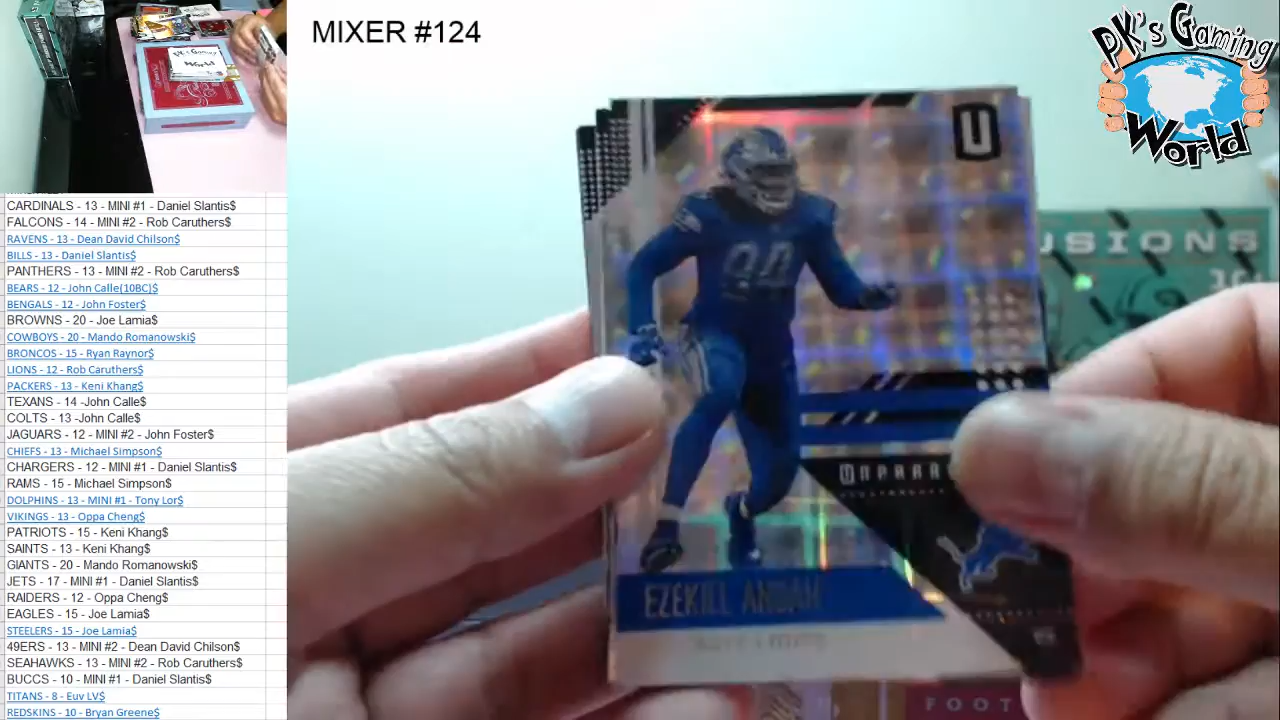 MIXER #124
PK's Gaming
World
CARDINALS - 13 - MINI #1 - Daniel Slantis$
FALCONS - 14 - MINI #2 - Rob Caruthers$
RAVENS - 13 - Dean David Chilson$
BILLS - 13 - Daniel Slantis$
PANTHERS - 13 - MINI #2 - Rob Caruthers$
BEARS - 12 - John Calle(10BC)$
BENGALS - 12 - John Foster$
BROWNS - 20 - Joe Lamia$
COWBOYS - 20 - Mando Romanowski$
BRONCOS - 15 - Ryan Raynor$
LIONS - 12 - Rob Caruthers$
PACKERS - 13 - Keni Khang$
TEXANS - 14 -John Calle$
COLTS - 13 -John Calle$
JAGUARS - 12 - MINI #2 - John Foster$
CHIEFS - 13 - Michael Simpson$
CHARGERS - 12 - MINI #1 - Daniel Slantis$
RAMS - 15 - Michael Simpson$
DOLPHINS - 13 - MINI #1 - Tony Lor$
VIKINGS - 13 - Oppa Cheng$
PATRIOTS - 15 - Keni Khang$
SAINTS - 13 - Keni Khang$
GIANTS - 20 - Mando Romanowski$
JETS - 17 - MINI #1 - Daniel Slantis$
RAIDERS - 12 - Oppa Cheng$
EAGLES - 15 - Joe Lamia$
STEELERS - 15 - Joe Lamia$
49ERS - 13 - MINI #2 - Dean David Chilson$
SEAHAWKS - 13 - MINI #2 - Rob Caruthers$
BUCCS - 10 - MINI #1 - Daniel Slantis$
TITANS - 8 - Euv LV$
REDSKINS - 10 - Bryan Greene$
U
USIONS
UNPARA
EZEKILL ANSAH
FOOT